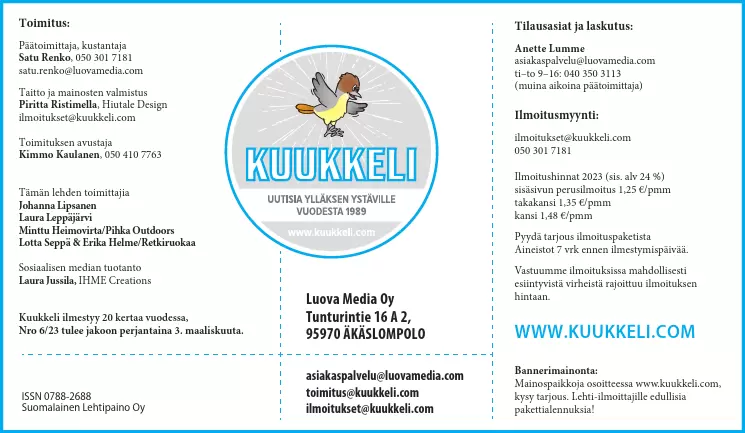 Toimitus:
Päätoimittaja, kustantaja
Satu Renko, 050 301 7181
satu.renko@luovamedia.com
Taitto ja mainosten valmistus
Piritta Ristimella, Hiutale Design
ilmoitukset@kuukkeli.com
Toimituksen avustaja
Kimmo Kaulanen, 050 410 7763
Tämän lehden toimittajia
Johanna Lipsanen
Laura Leppäjärvi
Minttu Heimovirta/Pihka Outdoors
Lotta Seppä & Erika Helme/Retkiruokaa
Sosiaalisen median tuotanto
Laura Jussila, IHME Creations
Kuukkeli ilmestyy 20 kertaa vuodessa,
Nro 6/23 tulee jakoon perjantaina 3. maaliskuuta.
ISSN 0788-2688
Suomalainen Lehtipaino Oy
KUUKKELI
UUTISIA YLLÄKSEN YSTÄVILLE
VUODESTA 1989
www.kuukkeli.com
Luova Media Oy
Tunturintie 16 A 2,
95970 ÄKÄSLOMPOLO
asiakaspalvelu@luovamedia.com
toimitus@kuukkeli.com
ilmoitukset@kuukkeli.com
Tilausasiat ja laskutus:
Anette Lumme
asiakaspalvelu@luovamedia.com
ti–to 9–16: 040 350 3113
(muina aikoina päätoimittaja)
Ilmoitusmyynti:
ilmoitukset@kuukkeli.com
050 301 7181
Ilmoitushinnat 2023 (sis. alv 24 %)
sisäsivun perusilmoitus 1,25 €/pmm
takakansi 1,35 €/pmm
kansi 1,48 €/pmm
Pyydä tarjous ilmoituspaketista
Aineistot 7 vrk ennen ilmestymispäivää.
Vastuumme ilmoituksissa mahdollisesti
esiintyvistä virheistä rajoittuu ilmoituksen
hintaan.
WWW.KUUKKELI.COM
Bannerimainonta:
Mainospaikkoja osoitteessa www.kuukkeli.com,
kysy tarjous. Lehti-ilmoittajille edullisia
pakettialennuksia!